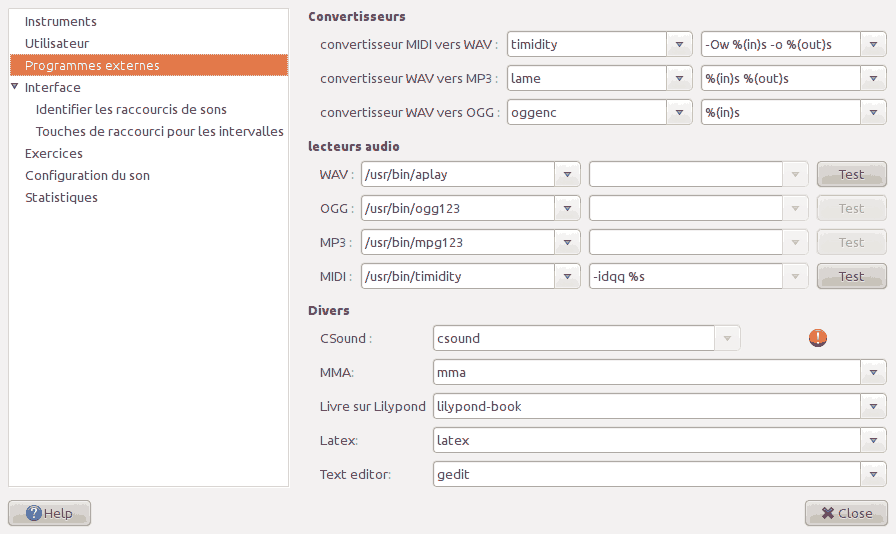 Instruments
Utilisateur
Programmes externes
Interface
Identifier les raccourcis de sons
Touches de raccourci pour les intervalles
Exercices
Configuration du son
Statistiques
Convertisseurs
convertisseur MIDI vers WAV : timidity -Ow %(in)s -o %(out)s
convertisseur WAV vers MP3 : lame %(in)s %(out)s
convertisseur WAV vers OGG : oggenc %(in)s
lecteurs audio
WAV : /usr/bin/aplay Test
OGG : /usr/bin/ogg123 Test
MP3 : /usr/bin/mpg123 Test
MIDI : /usr/bin/timidity -idqq %s Test
Divers
CSound : csound
MMA: mma
Livre sur Lilypond lilypond-book
Latex: latex
Text editor: gedit
Help Close